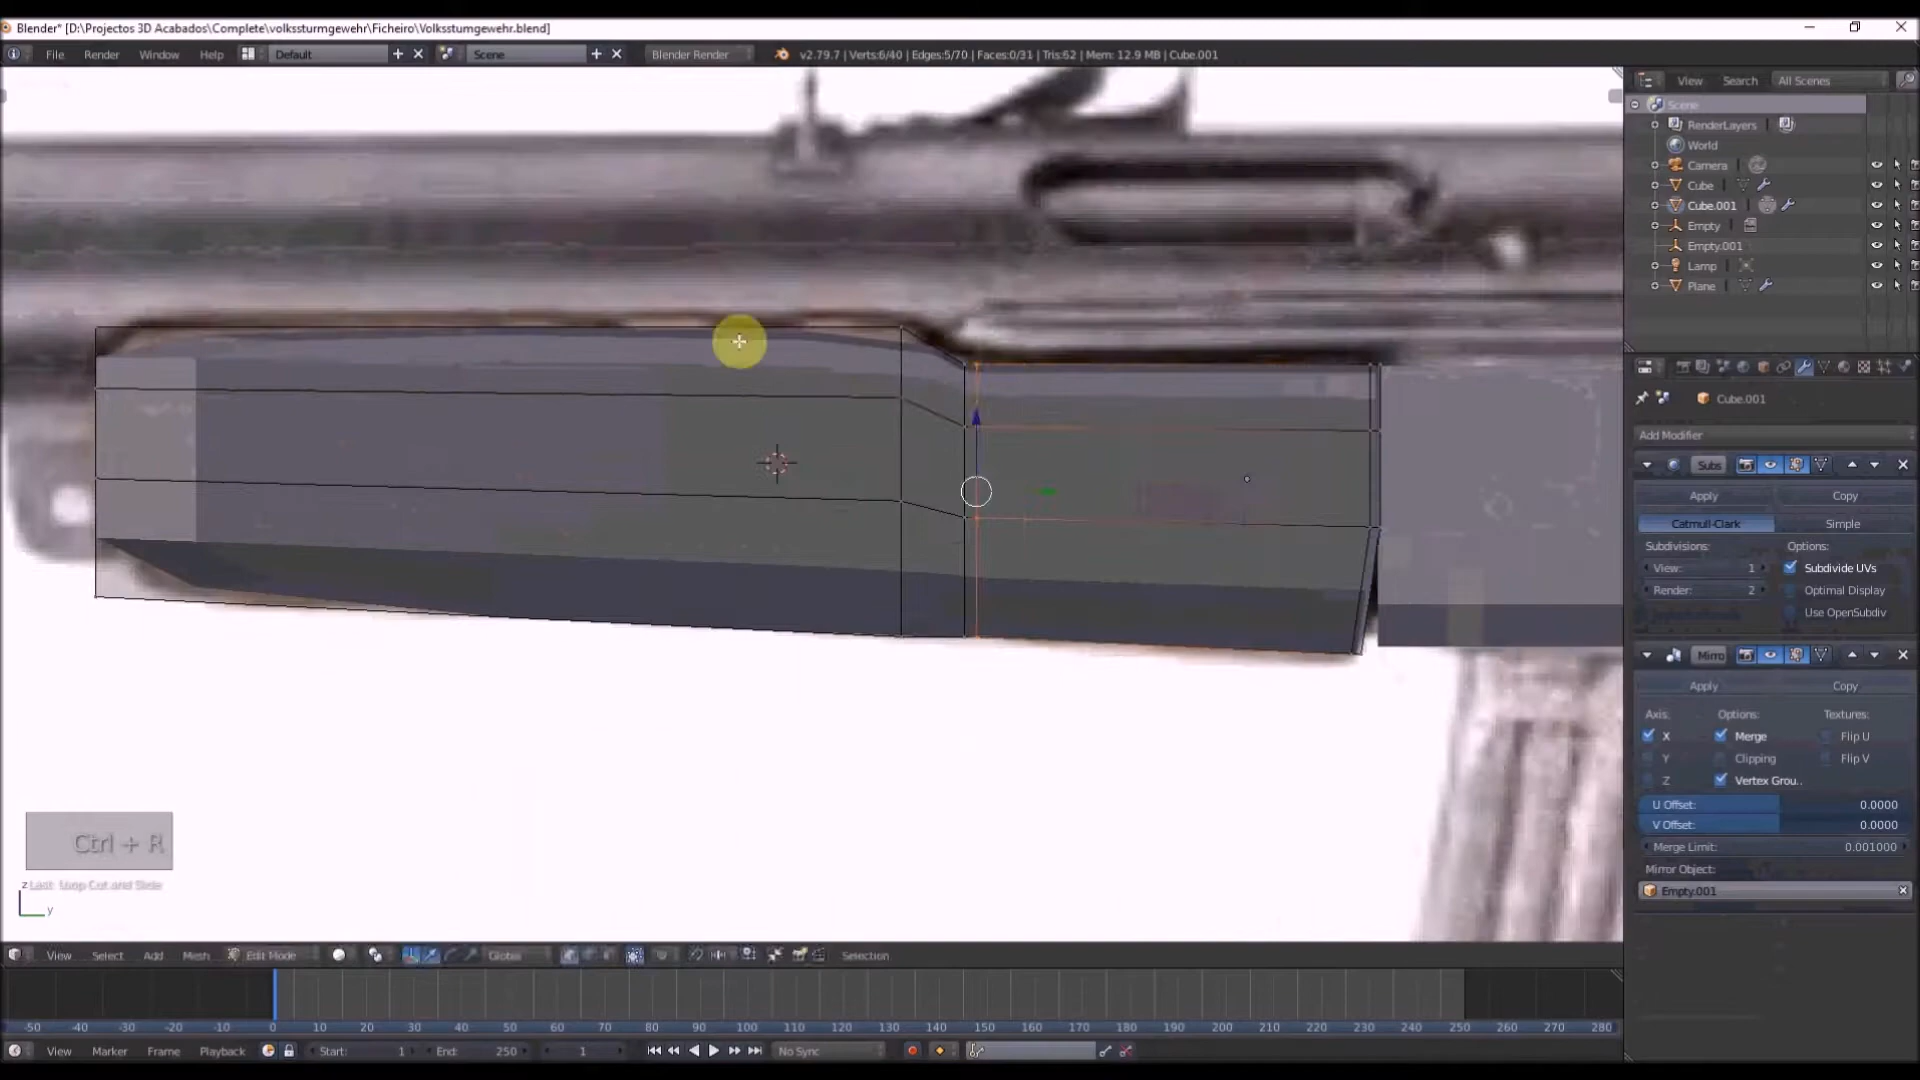 Blender* [D:\Projectos 3D Acabados\Complete\volkssturmgewehr\Ficheiro\Volkssturmgewehr.blend]
File Render Window Help Default Scene Blender Render v2.79.7 | Verts:6/40 | Edges:5/70 | Faces:0/31 | Tris:62 | Mem: 12.9 MB | Cube.001
View Search All Scenes
Scene
RenderLayers
World
Camera
Cube
Cube.001
Empty
Empty.001
Lamp
Plane
Cube.001
Add Modifier
Subs
Apply Copy
Catmull-Clark Simple
Subdivisions: Options:
View: 1 Subdivide UVs
Render: 2 Optimal Display
Use OpenSubdiv
Mirro
Apply Copy
Axis: Options: Textures:
X Merge Flip U
Y Clipping Flip V
Z Vertex Grou..
U Offset: 0.0000
V Offset: 0.0000
Merge Limit: 0.001000
Mirror Object:
Empty.001
Ctrl + R
Last: Loop Cut and Slide
z
y
View Select Add Mesh Edit Mode Global Selection
-50 -40 -30 -20 -10 0 10 20 30 40 50 60 70 80 90 100 110 120 130 140 150 160 170 180 190 200 210 220 230 240 250 260 270 280
View Marker Frame Playback Start: 1 End: 250 1 No Sync